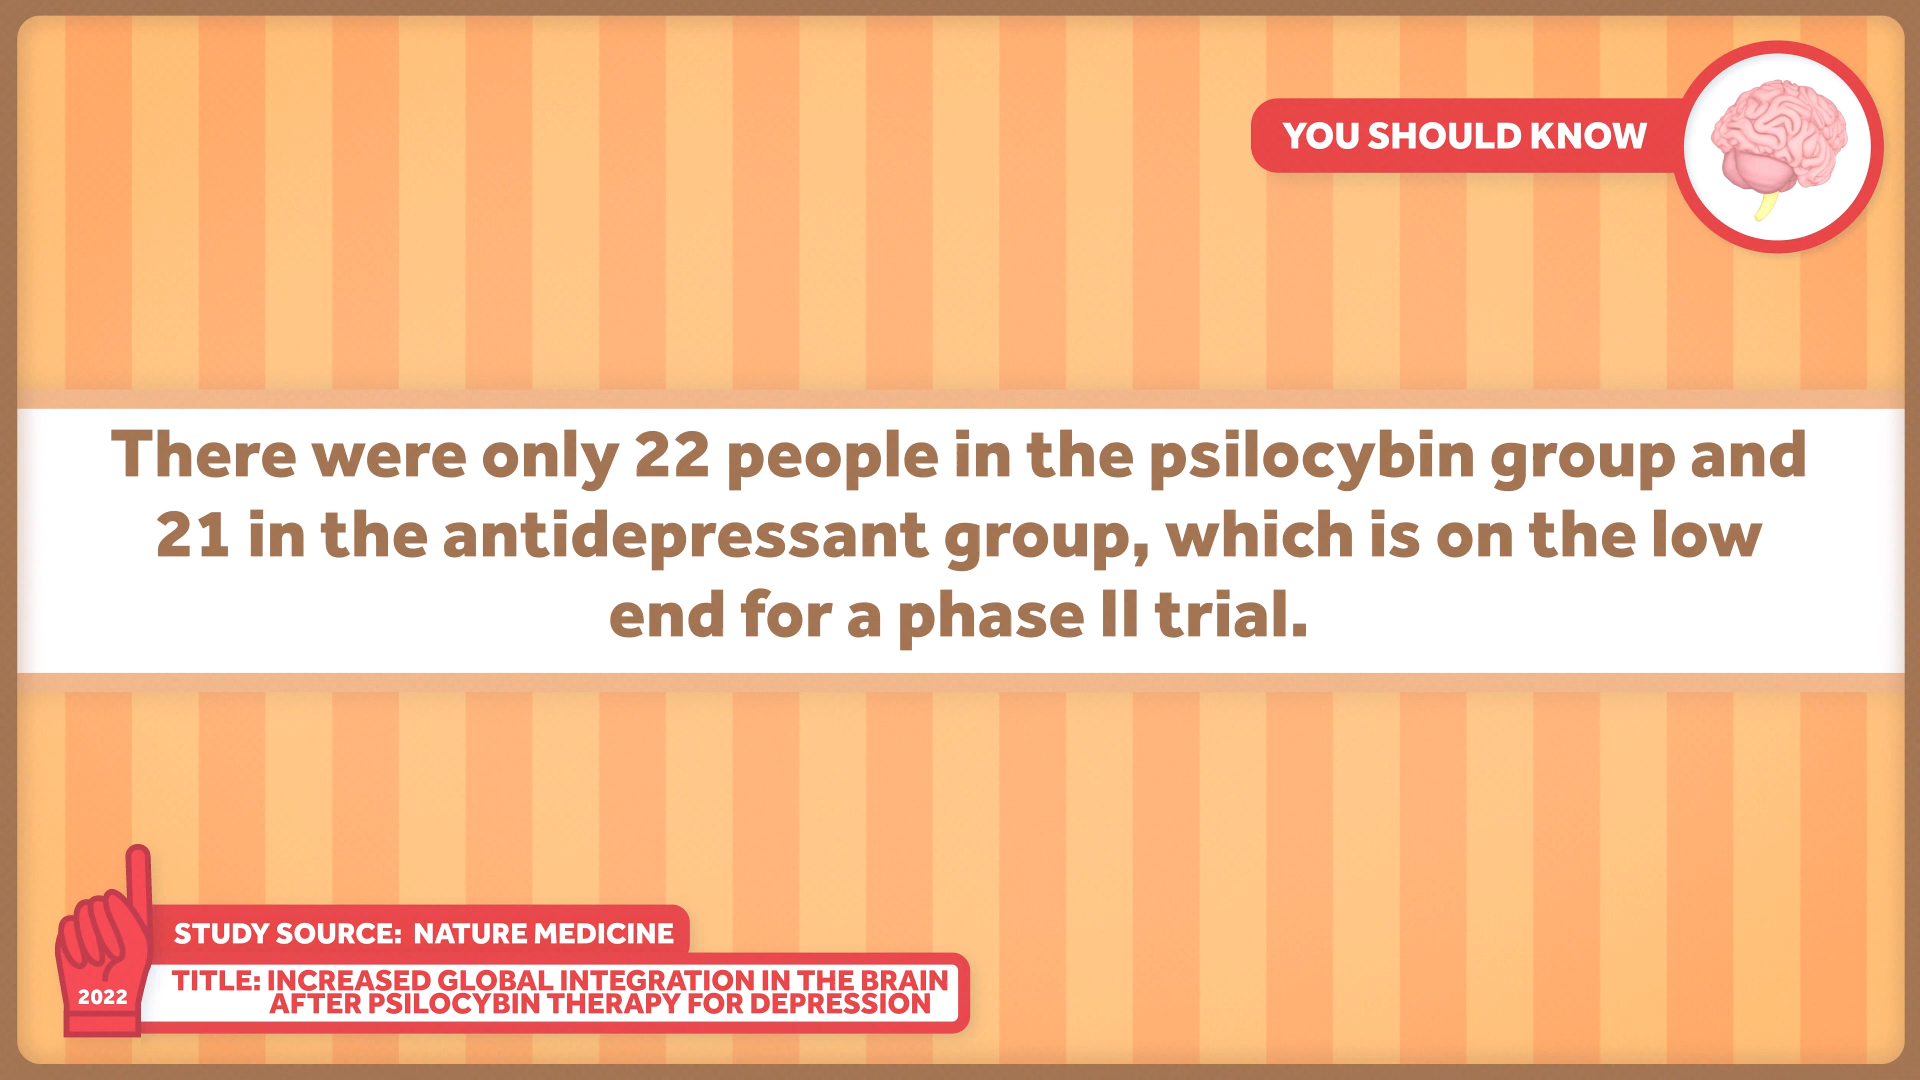 YOU SHOULD KNOW
There were only 22 people in the psilocybin group and
21 in the antidepressant group, which is on the low
end for a phase II trial.
STUDY SOURCE: NATURE MEDICINE
TITLE: INCREASED GLOBAL INTEGRATION IN THE BRAIN
AFTER PSILOCYBIN THERAPY FOR DEPRESSION
2022